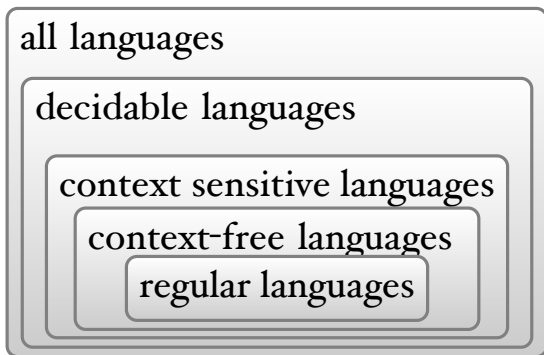 all languages
decidable languages
context sensitive languages
context-free languages
regular languages